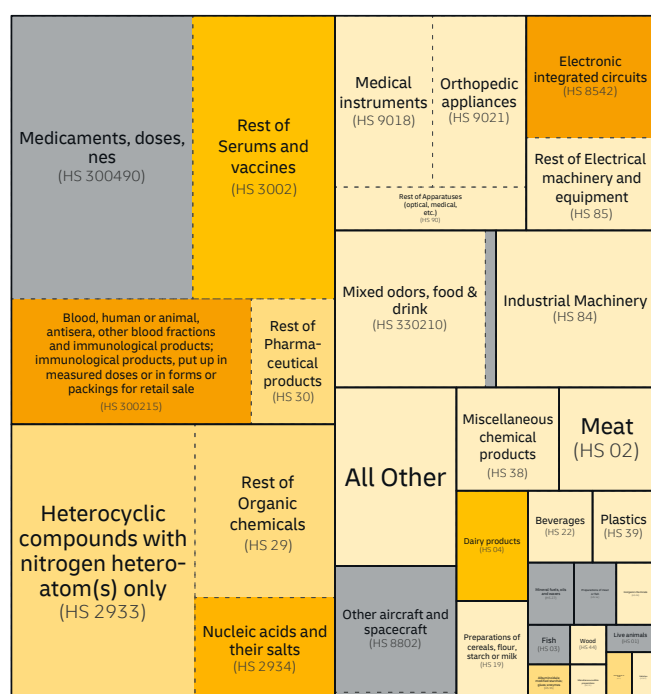 Medicaments, doses,
nes
(HS 300490)
Rest of
Serums and
vaccines
(HS 3002)
Blood, human or animal,
antisera, other blood fractions
and immunological products;
immunological products, put up in
measured doses or in forms or
packings for retail sale
(HS 300215)
Rest of
Pharma-
ceutical
products
(HS 30)
Heterocyclic
compounds with
nitrogen hetero-
atom(s) only
(HS 2933)
Rest of
Organic
chemicals
(HS 29)
Nucleic acids and
their salts
(HS 2934)
Medical
instruments
(HS 9018)
Orthopedic
appliances
(HS 9021)
Rest of Apparatuses
(optical, medical,
etc.)
(HS 90)
Electronic
integrated circuits
(HS 8542)
Rest of Electrical
machinery and
equipment
(HS 85)
Mixed odors, food &
drink
(HS 330210)
Industrial Machinery
(HS 84)
All Other
Miscellaneous
chemical
products
(HS 38)
Meat
(HS 02)
Other aircraft and
spacecraft
(HS 8802)
Dairy products
(HS 04)
Preparations of
cereals, flour,
starch or milk
(HS 19)
Beverages
(HS 22)
Plastics
(HS 39)
Fish
(HS 03)
Wood
(HS 44)
Live animals
(HS 01)